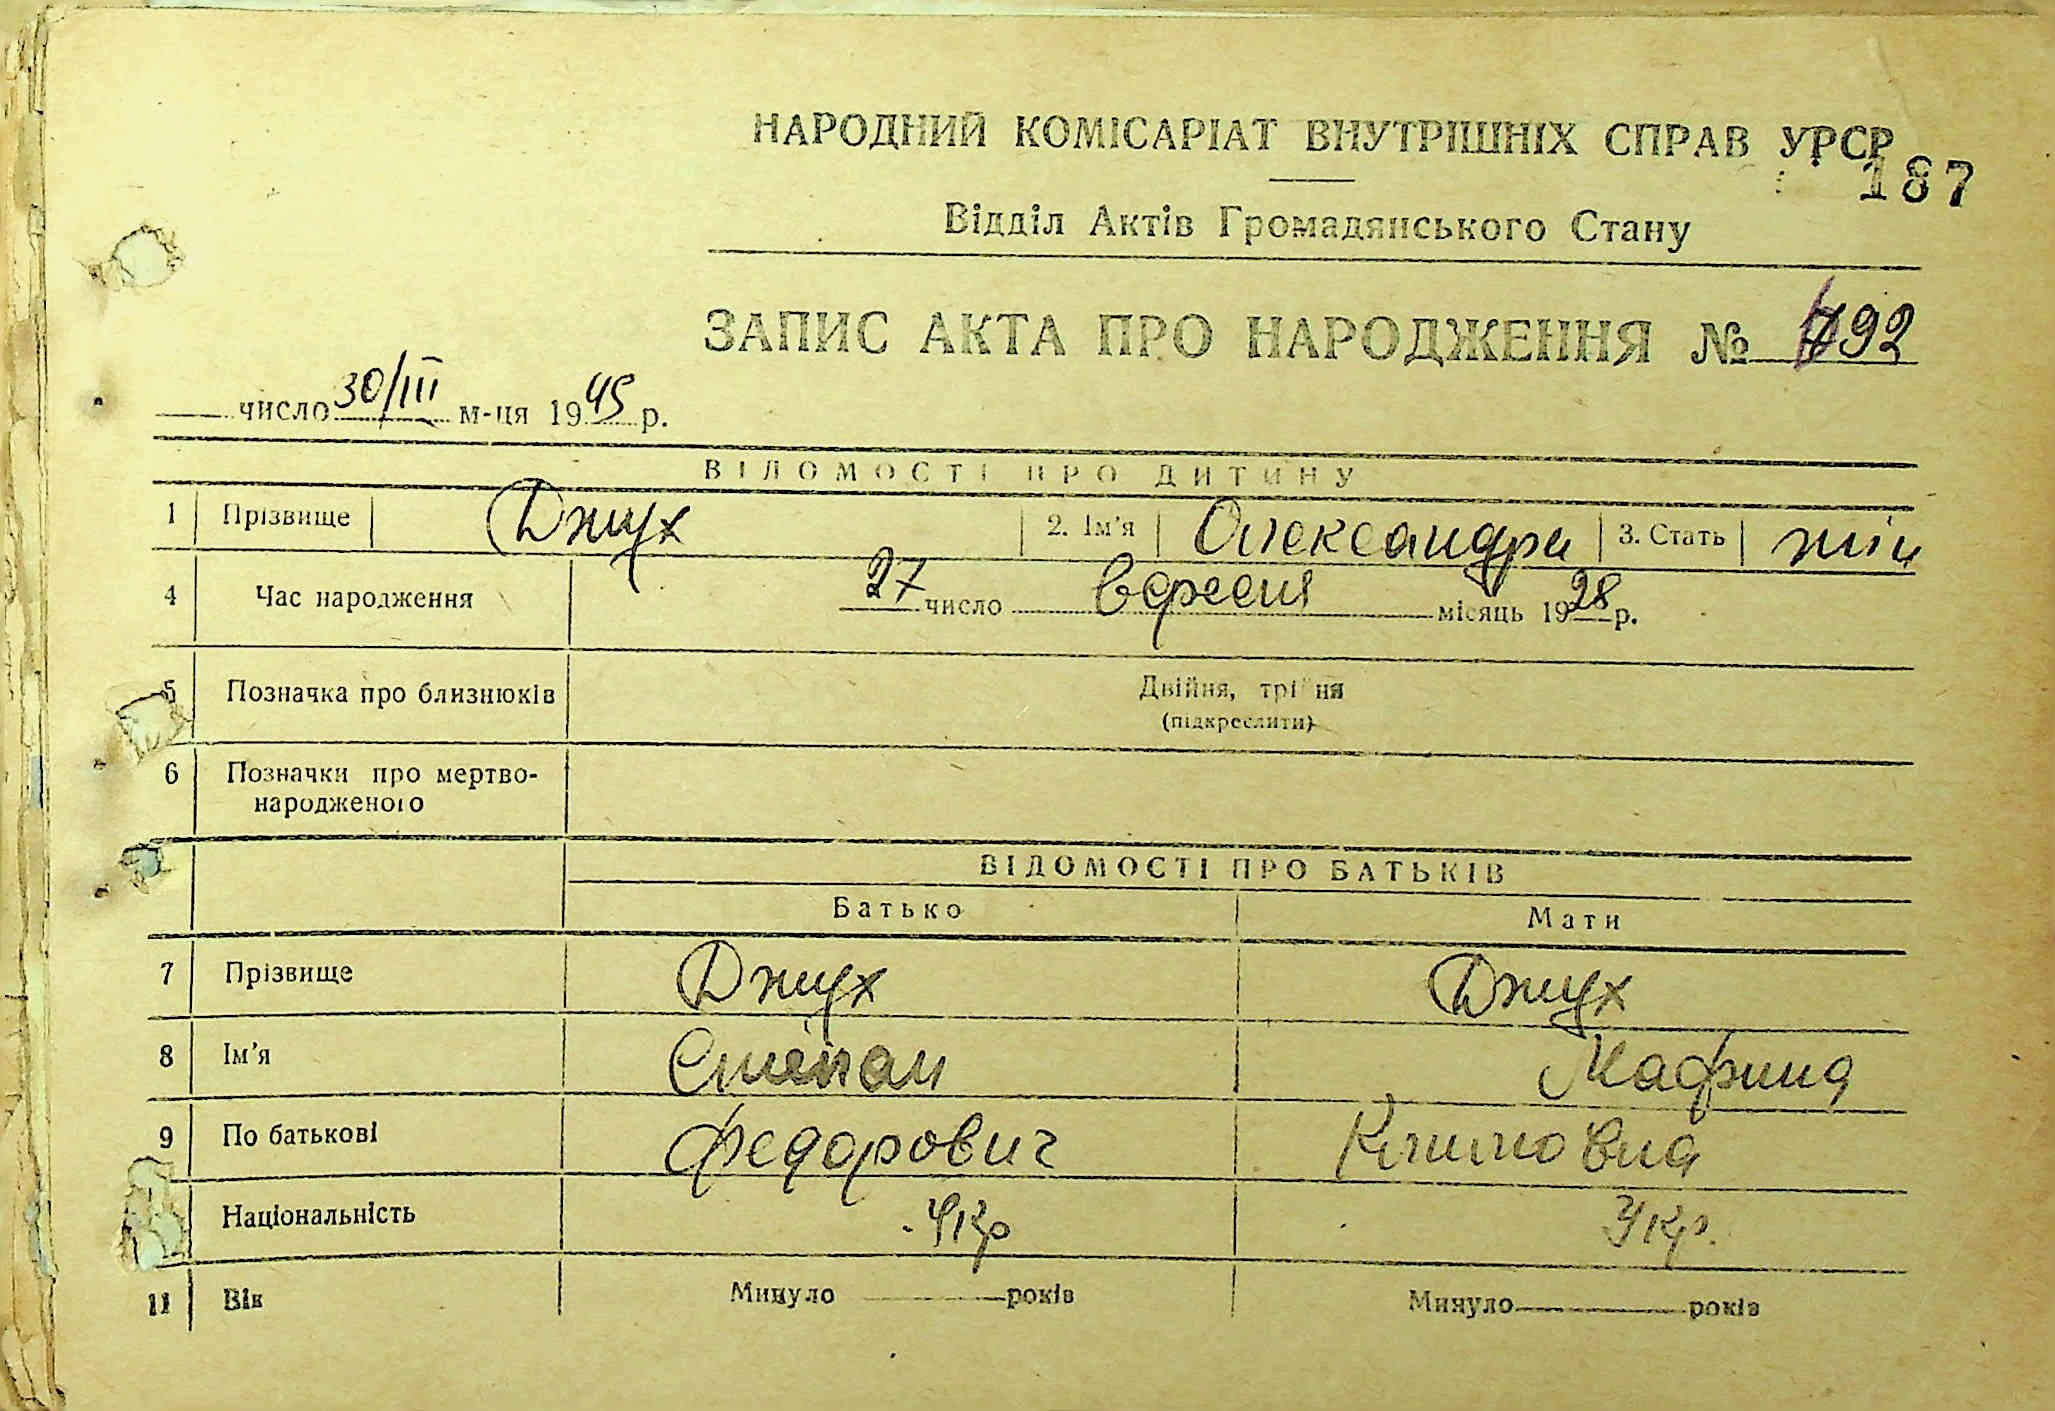 НАРОДНИЙ КОМІСАРІАТ ВНУТРІШНІХ СПРАВ УРСР
187
Відділ Актів Громадянського Стану
ЗАПИС АКТА ПРО НАРОДЖЕННЯ № 792
число 30/III м-ця 1945 р.
ВІДОМОСТІ ПРО ДИТИНУ
1 Прізвище Джух 2. Ім'я Олександра 3. Стать жін
4 Час народження 27 число вересня місяць 1928 р.
5 Позначка про близнюків Двійня, трійня
(підкреслити)
6 Позначки про мертво-
народженого
ВІДОМОСТІ ПРО БАТЬКІВ
Батько Мати
7 Прізвище Джух Джух
8 Ім'я Степан
9 По батькові Федорович Климовна
Національність Укр Укр.
11 Вік Минуло років Минуло років